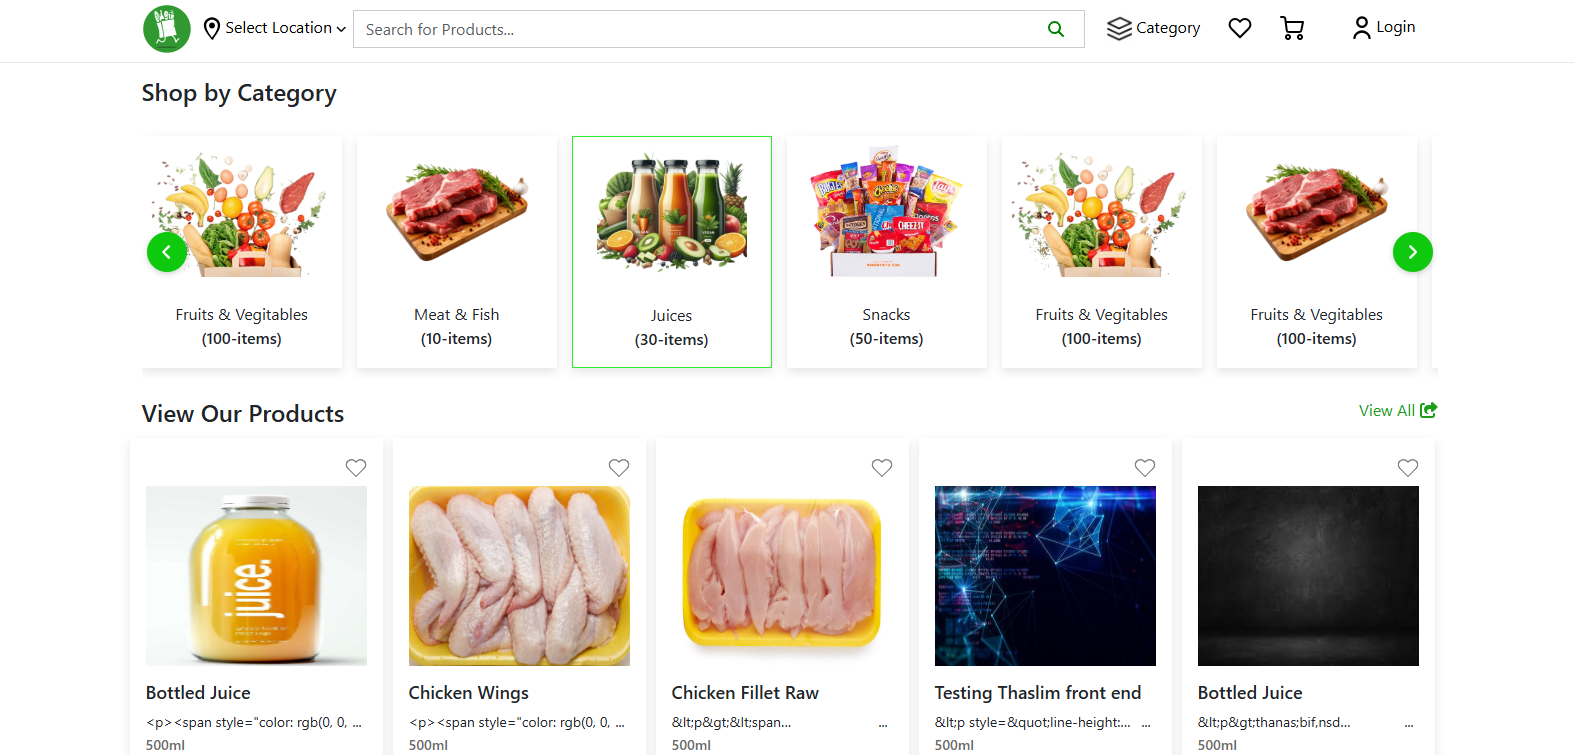 Select Location
Search for Products...
Category
Login
Shop by Category
Fruits & Vegitables
(100-items)
Meat & Fish
(10-items)
Juices
(30-items)
Snacks
(50-items)
Fruits & Vegitables
(100-items)
Fruits & Vegitables
(100-items)
View Our Products
View All
juice.
Bottled Juice
<p><span style="color: rgb(0, 0, ...
500ml
Chicken Wings
<p><span style="color: rgb(0, 0, ...
500ml
Chicken Fillet Raw
&lt;p&gt;&lt;span... ...
500ml
Testing Thaslim front end
&lt;p style=&quot;line-height:... ...
500ml
Bottled Juice
&lt;p&gt;thanas;bif,nsd... ...
500ml